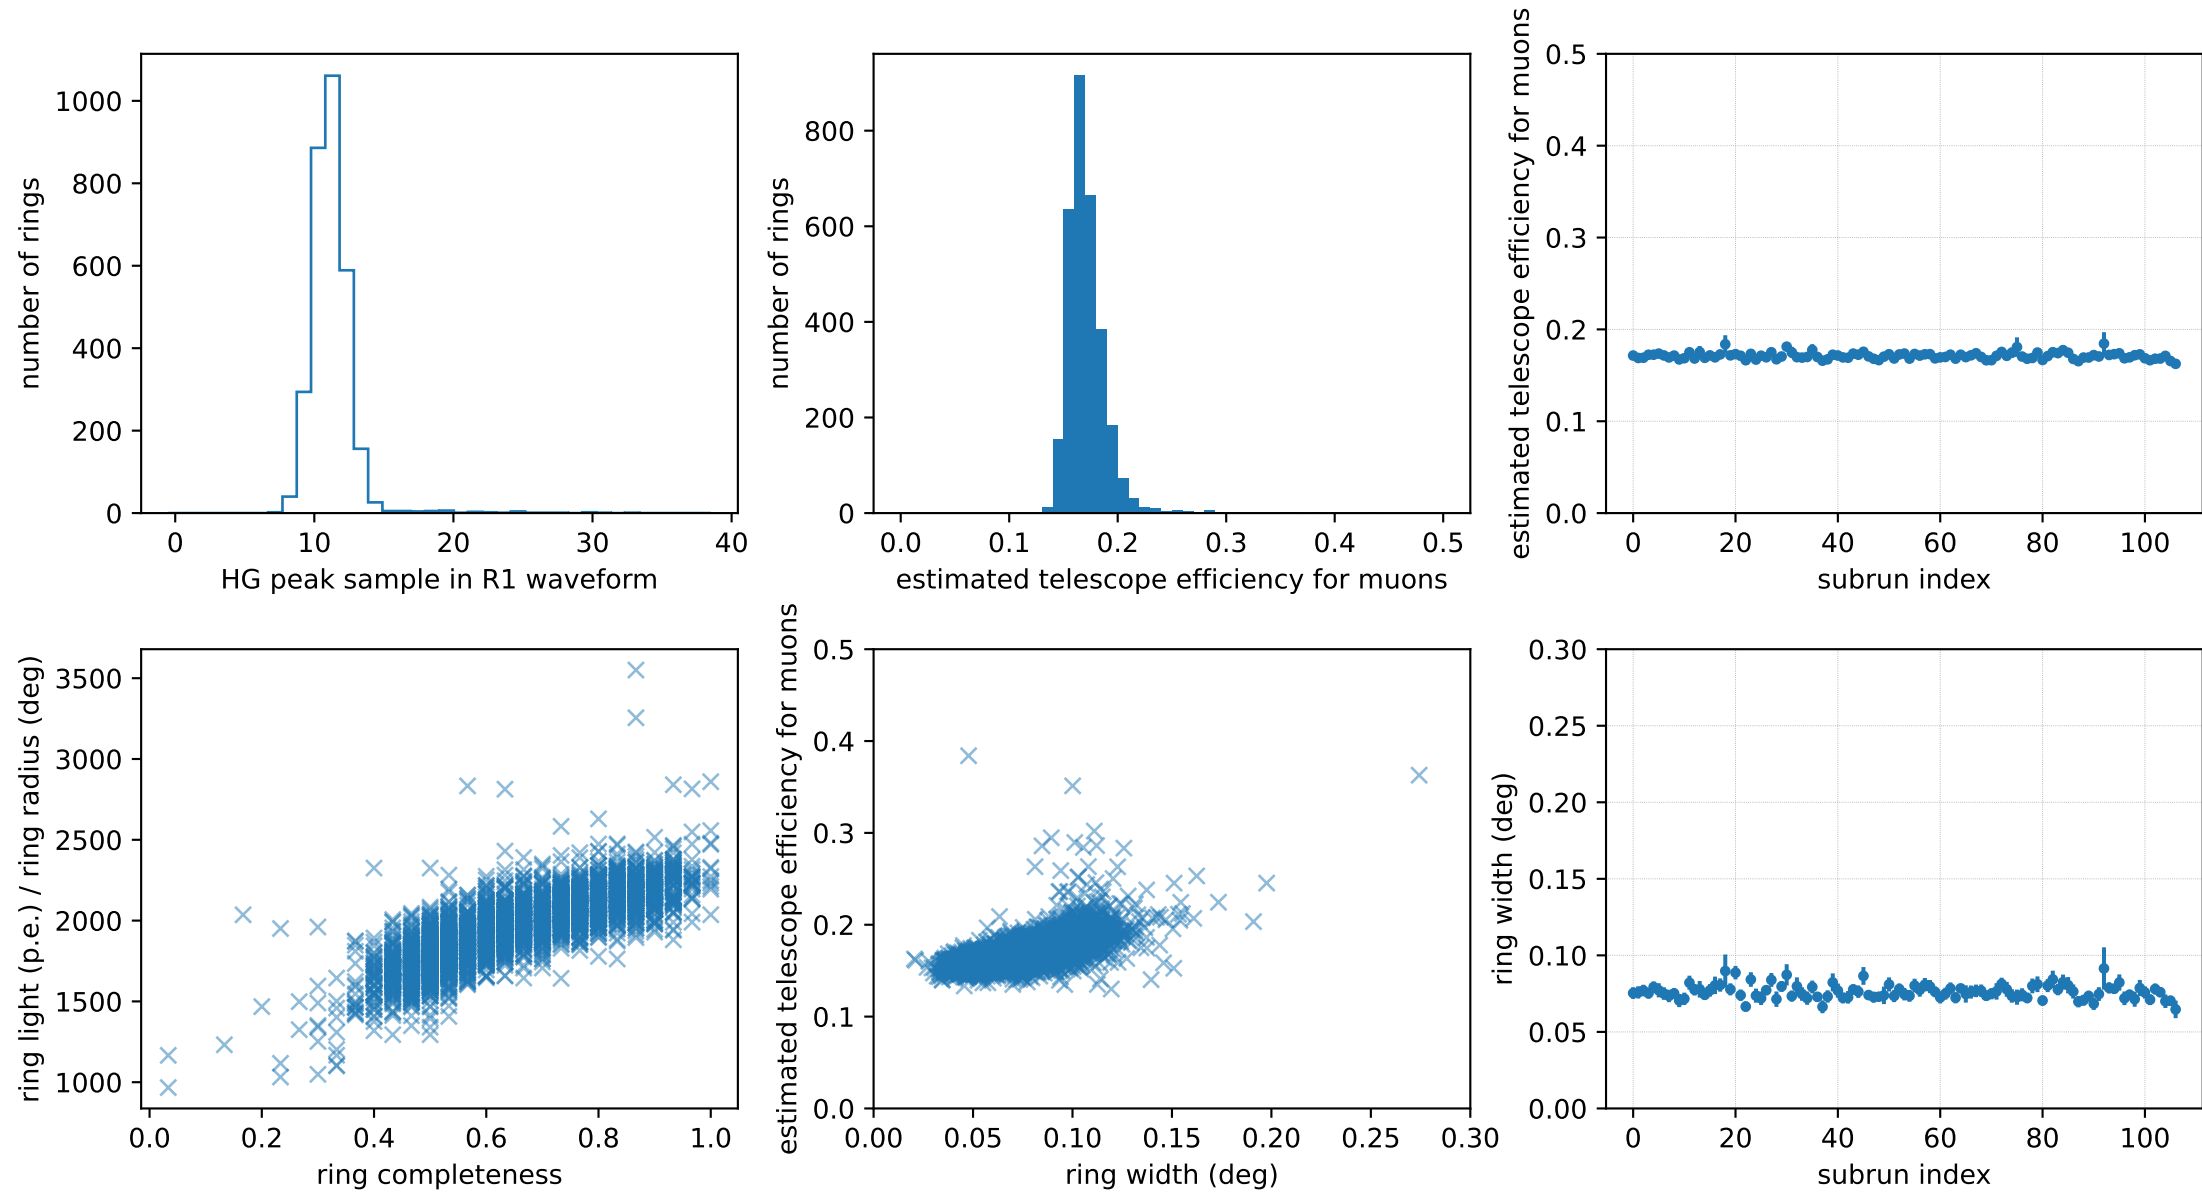 number of rings
1000
800
600
400
200
0
0 10 20 30 40
HG peak sample in R1 waveform
number of rings
800
600
400
200
0
0.0 0.1 0.2 0.3 0.4 0.5
estimated telescope efficiency for muons
estimated telescope efficiency for muons
0.5
0.4
0.3
0.2
0.1
0.0
0 20 40 60 80 100
subrun index
ring light (p.e.) / ring radius (deg)
3500
3000
2500
2000
1500
1000
0.0 0.2 0.4 0.6 0.8 1.0
ring completeness
estimated telescope efficiency for muons
0.5
0.4
0.3
0.2
0.1
0.0
0.00 0.05 0.10 0.15 0.20 0.25 0.30
ring width (deg)
ring width (deg)
0.30
0.25
0.20
0.15
0.10
0.05
0.00
0 20 40 60 80 100
subrun index